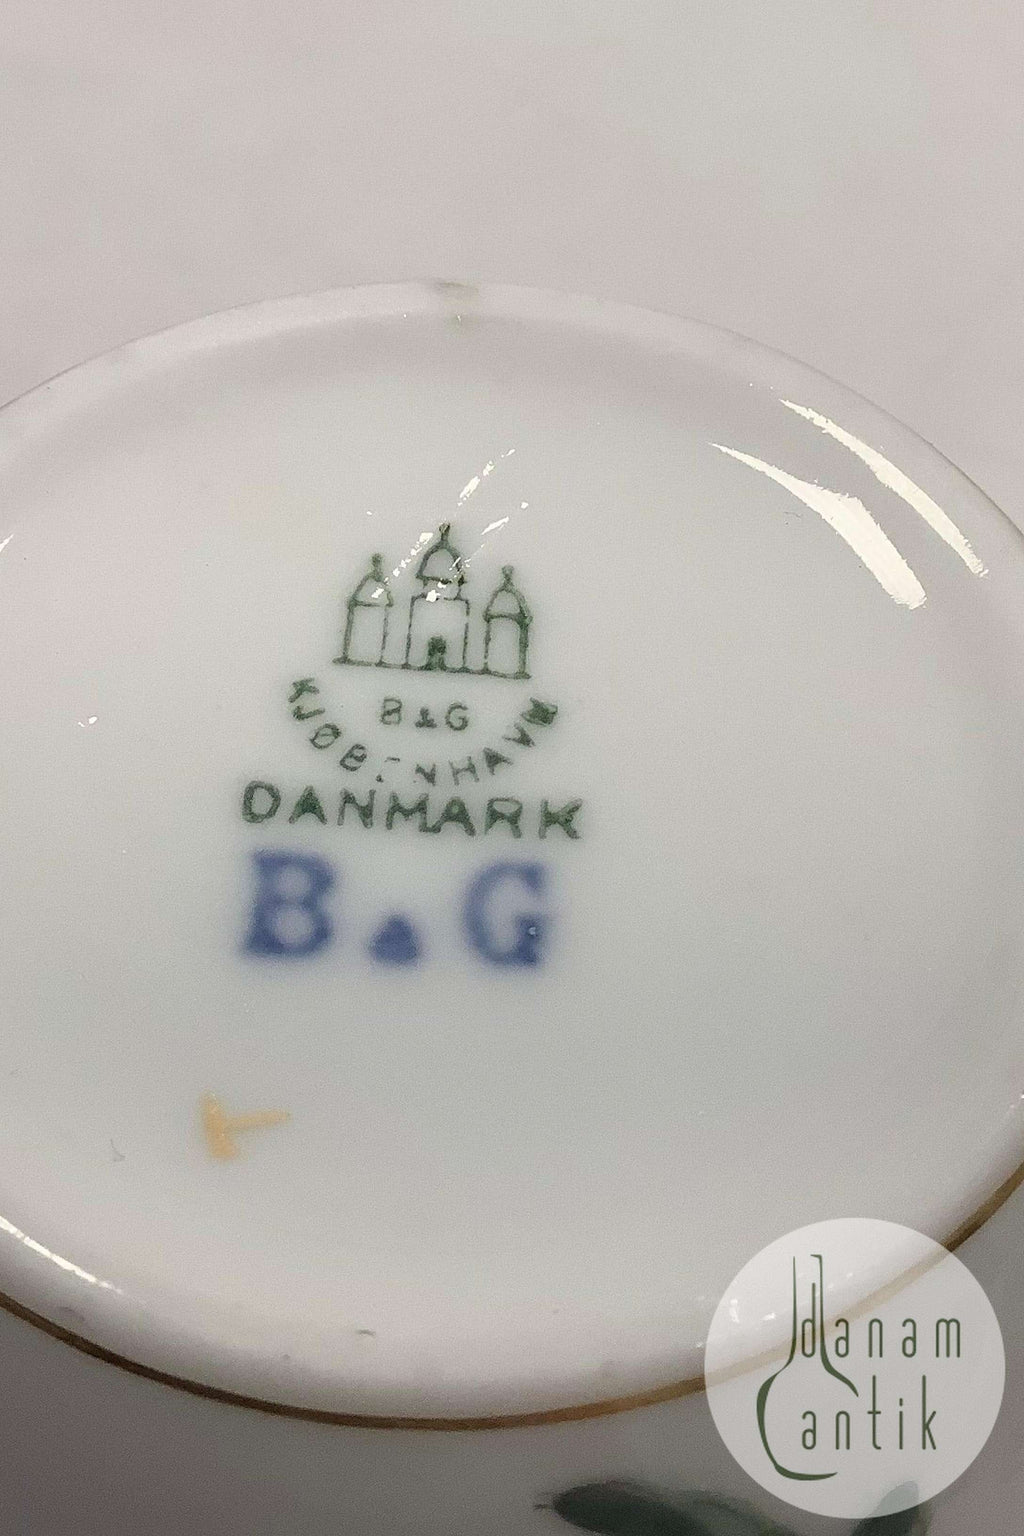 B&G
KJØBENHAVN
DANMARK
B&G
T
danam
antik